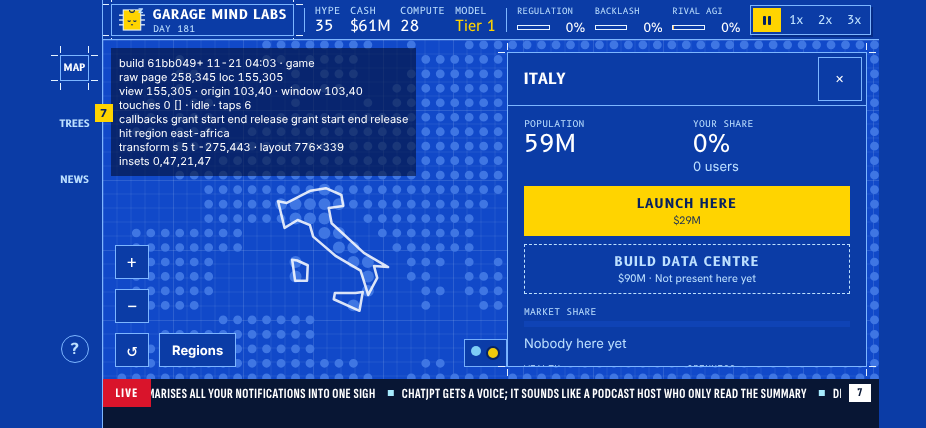 GARAGE MIND LABS
DAY 181
HYPE
35
CASH
$61M
COMPUTE
28
MODEL
Tier 1
REGULATION
0%
BACKLASH
0%
RIVAL AGI
0%
1x 2x 3x
MAP
TREES
7
NEWS
build 61bb049+ 11-21 04:03 · game
raw page 258,345 loc 155,305
view 155,305 · origin 103,40 · window 103,40
touches 0 [] · idle · taps 6
callbacks grant start end release grant start end release
hit region east-africa
transform s 5 t -275,443 · layout 776×339
insets 0,47,21,47
+
−
↺
Regions
?
ITALY
×
POPULATION
59M
YOUR SHARE
0%
0 users
LAUNCH HERE
$29M
BUILD DATA CENTRE
$90M · Not present here yet
MARKET SHARE
Nobody here yet
LIVE
MARISES ALL YOUR NOTIFICATIONS INTO ONE SIGH ■ CHATJPT GETS A VOICE; IT SOUNDS LIKE A PODCAST HOST WHO ONLY READ THE SUMMARY ■
7